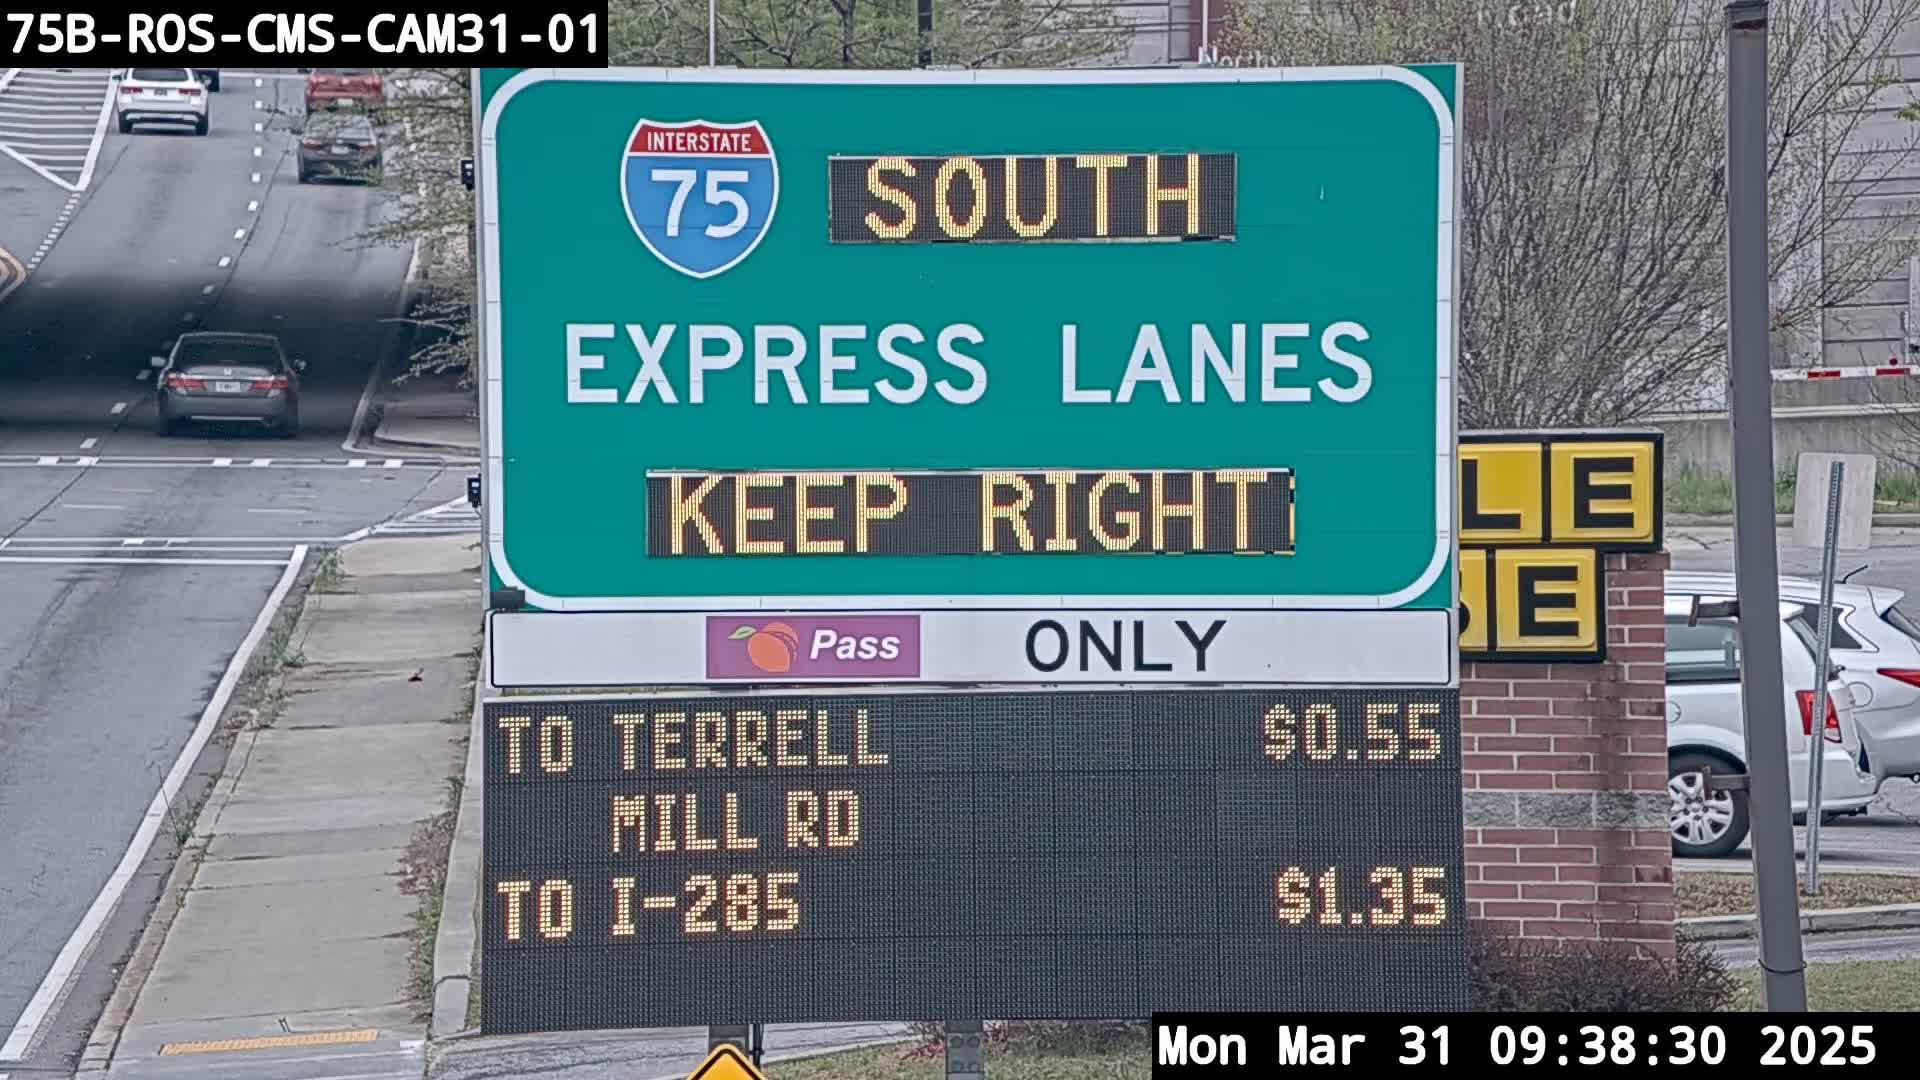 75B-ROS-CMS-CAM31-01
INTERSTATE
75
SOUTH
EXPRESS LANES
KEEP RIGHT
Pass ONLY
TO TERRELL $0.55
MILL RD
TO I-285 $1.35
LE
E
Mon Mar 31 09:38:30 2025